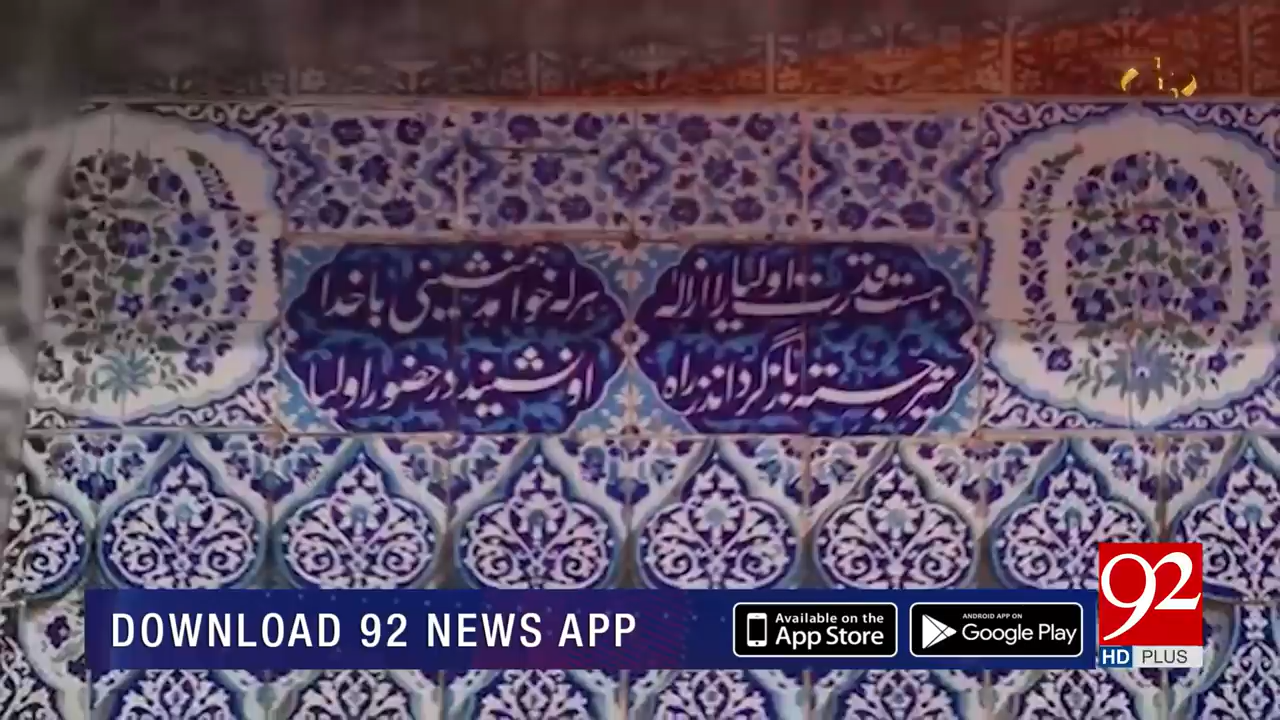 هست قدرت اولیا را از اله
تیر جسته باز گرداند ز راه
هر که خواهد همنشینی با خدا
او نشیند در حضور اولیا
DOWNLOAD 92 NEWS APP
Available on the
App Store
ANDROID APP ON
Google Play
92
HD PLUS